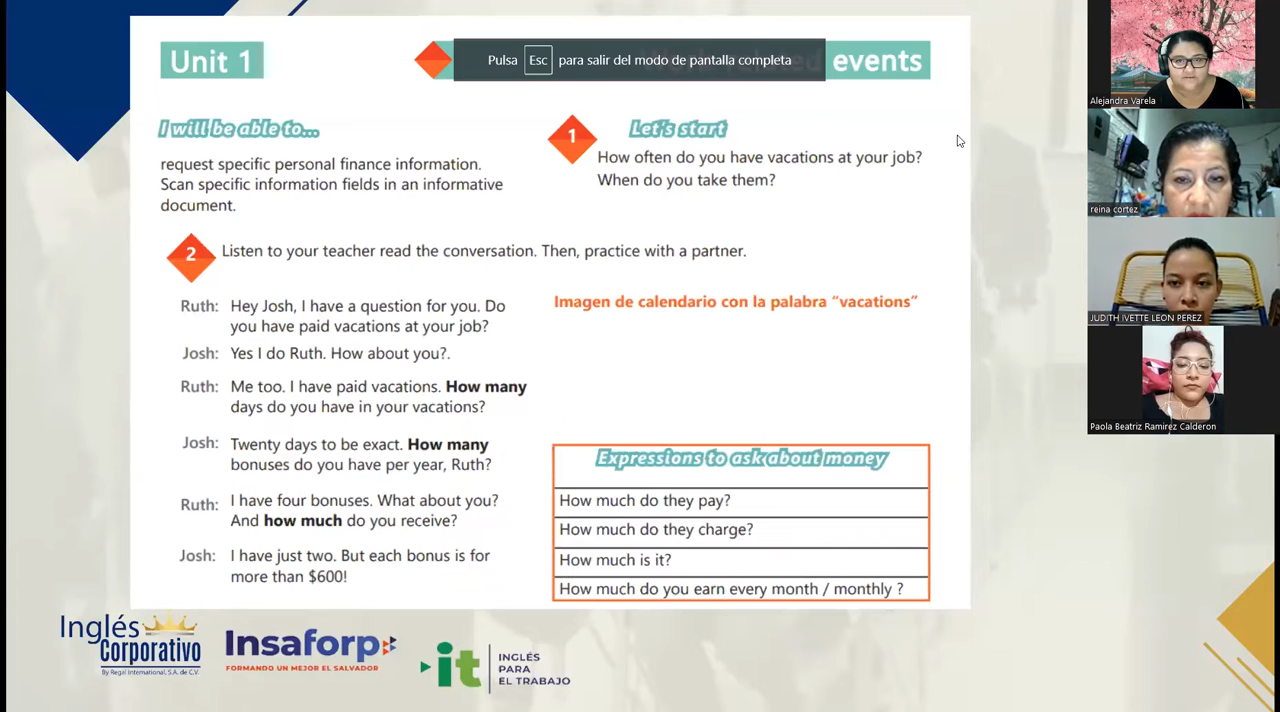 Unit 1
Pulsa Esc para salir del modo de pantalla completa
events
I will be able to...
request specific personal finance information.
Scan specific information fields in an informative
document.
1
Let's start
How often do you have vacations at your job?
When do you take them?
2
Listen to your teacher read the conversation. Then, practice with a partner.
Ruth: Hey Josh, I have a question for you. Do
you have paid vacations at your job?
Josh: Yes I do Ruth. How about you?.
Ruth: Me too. I have paid vacations. How many
days do you have in your vacations?
Josh: Twenty days to be exact. How many
bonuses do you have per year, Ruth?
Ruth: I have four bonuses. What about you?
And how much do you receive?
Josh: I have just two. But each bonus is for
more than $600!
Imagen de calendario con la palabra “vacations”
Expressions to ask about money
How much do they pay?
How much do they charge?
How much is it?
How much do you earn every month / monthly ?
Inglés
Corporativo
By Regal International, S.A. de C.V.
Insaforp
FORMANDO UN MEJOR EL SALVADOR
it
INGLÉS
PARA
EL TRABAJO
Alejandra Varela
reina cortez
JUDITH IVETTE LEON PEREZ
Paola Beatriz Ramirez Calderon